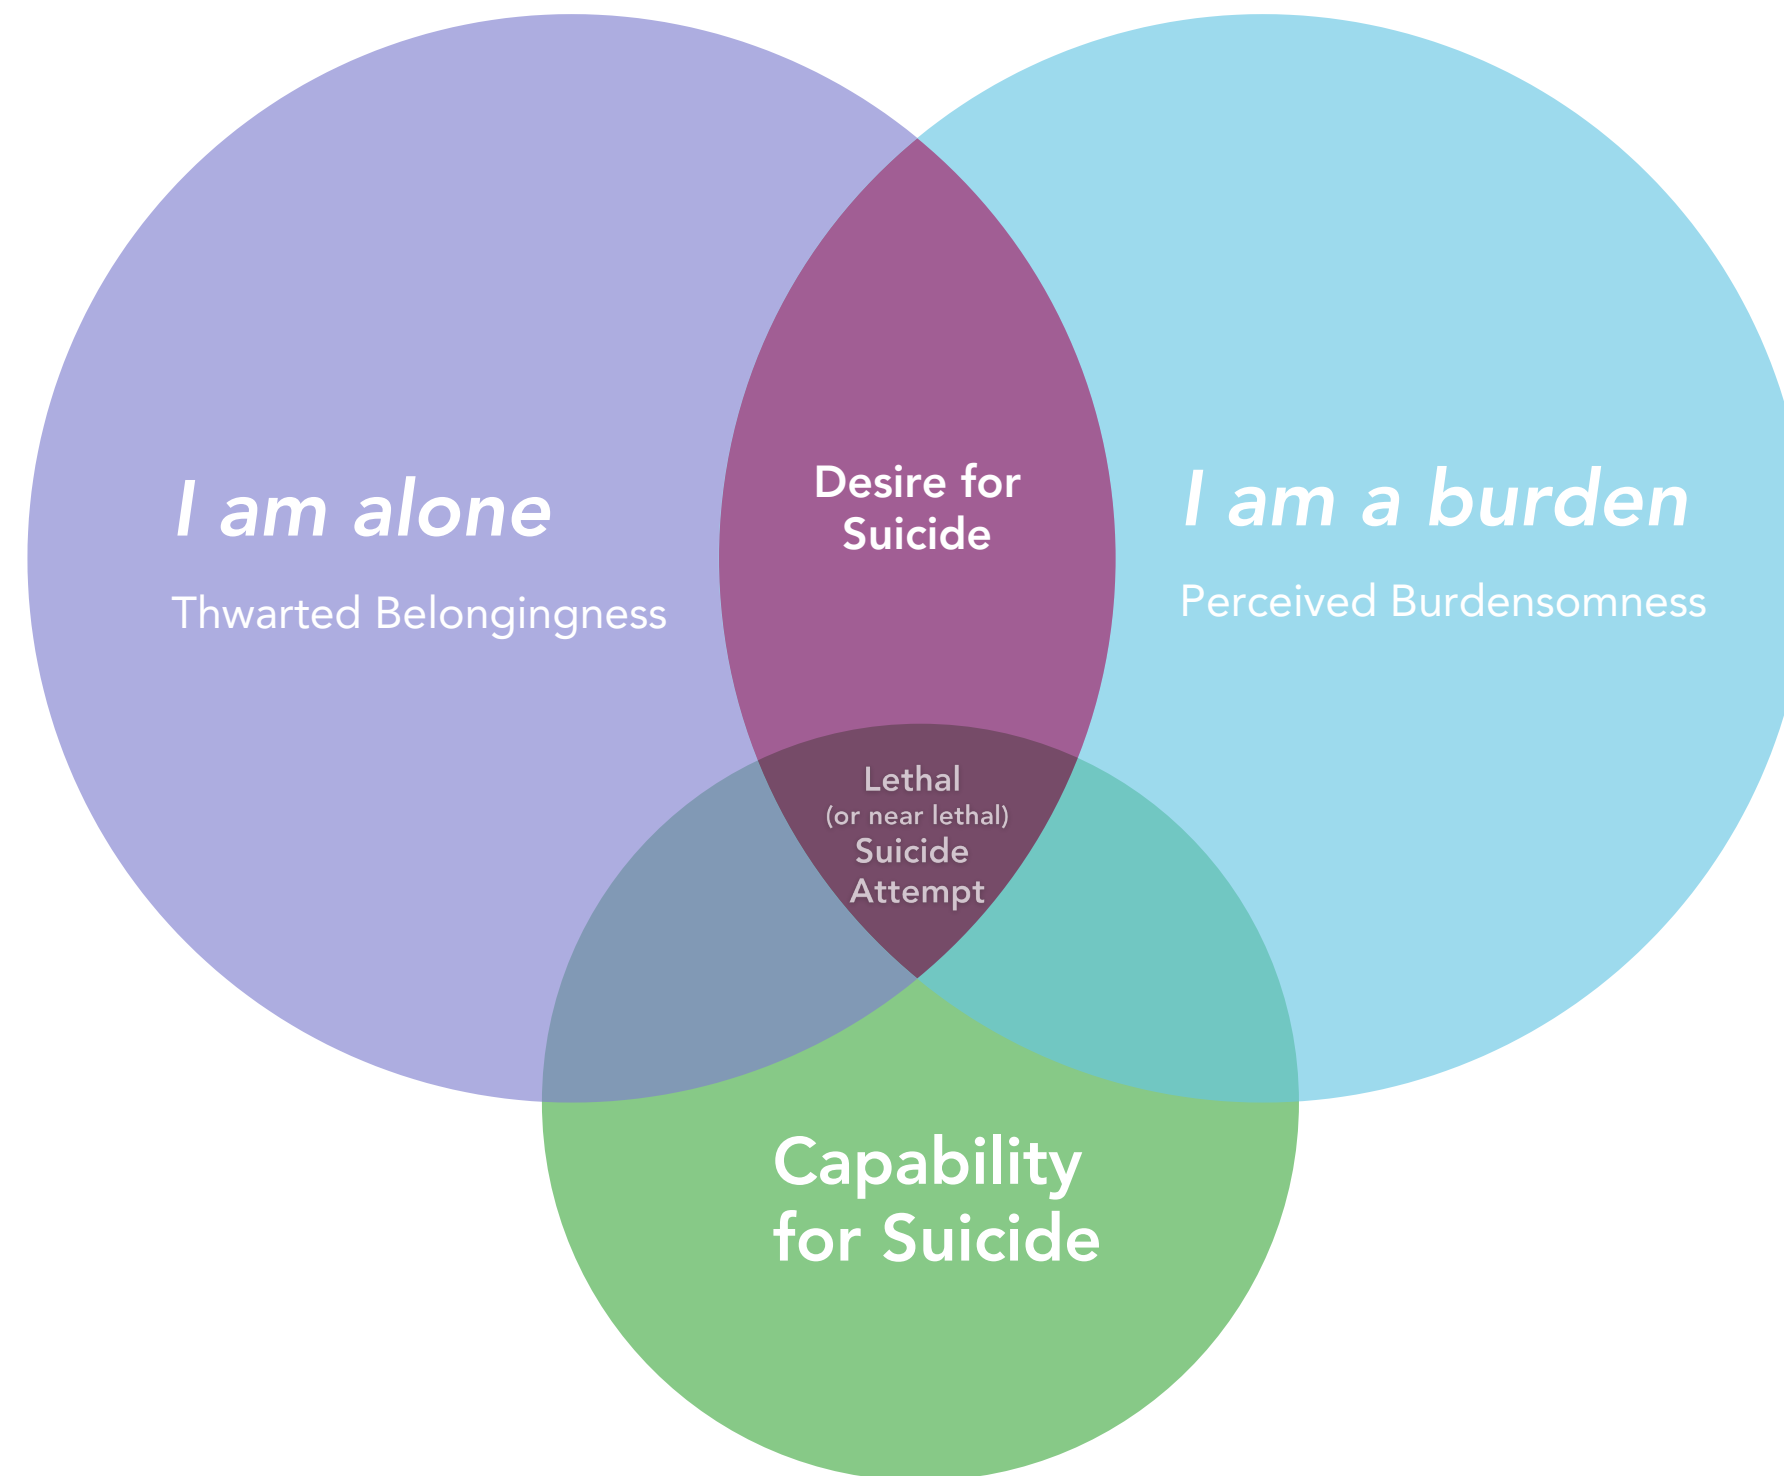 I am alone
Thwarted Belongingness
Desire for
Suicide
I am a burden
Perceived Burdensomness
Lethal
(or near lethal)
Suicide
Attempt
Capability
for Suicide